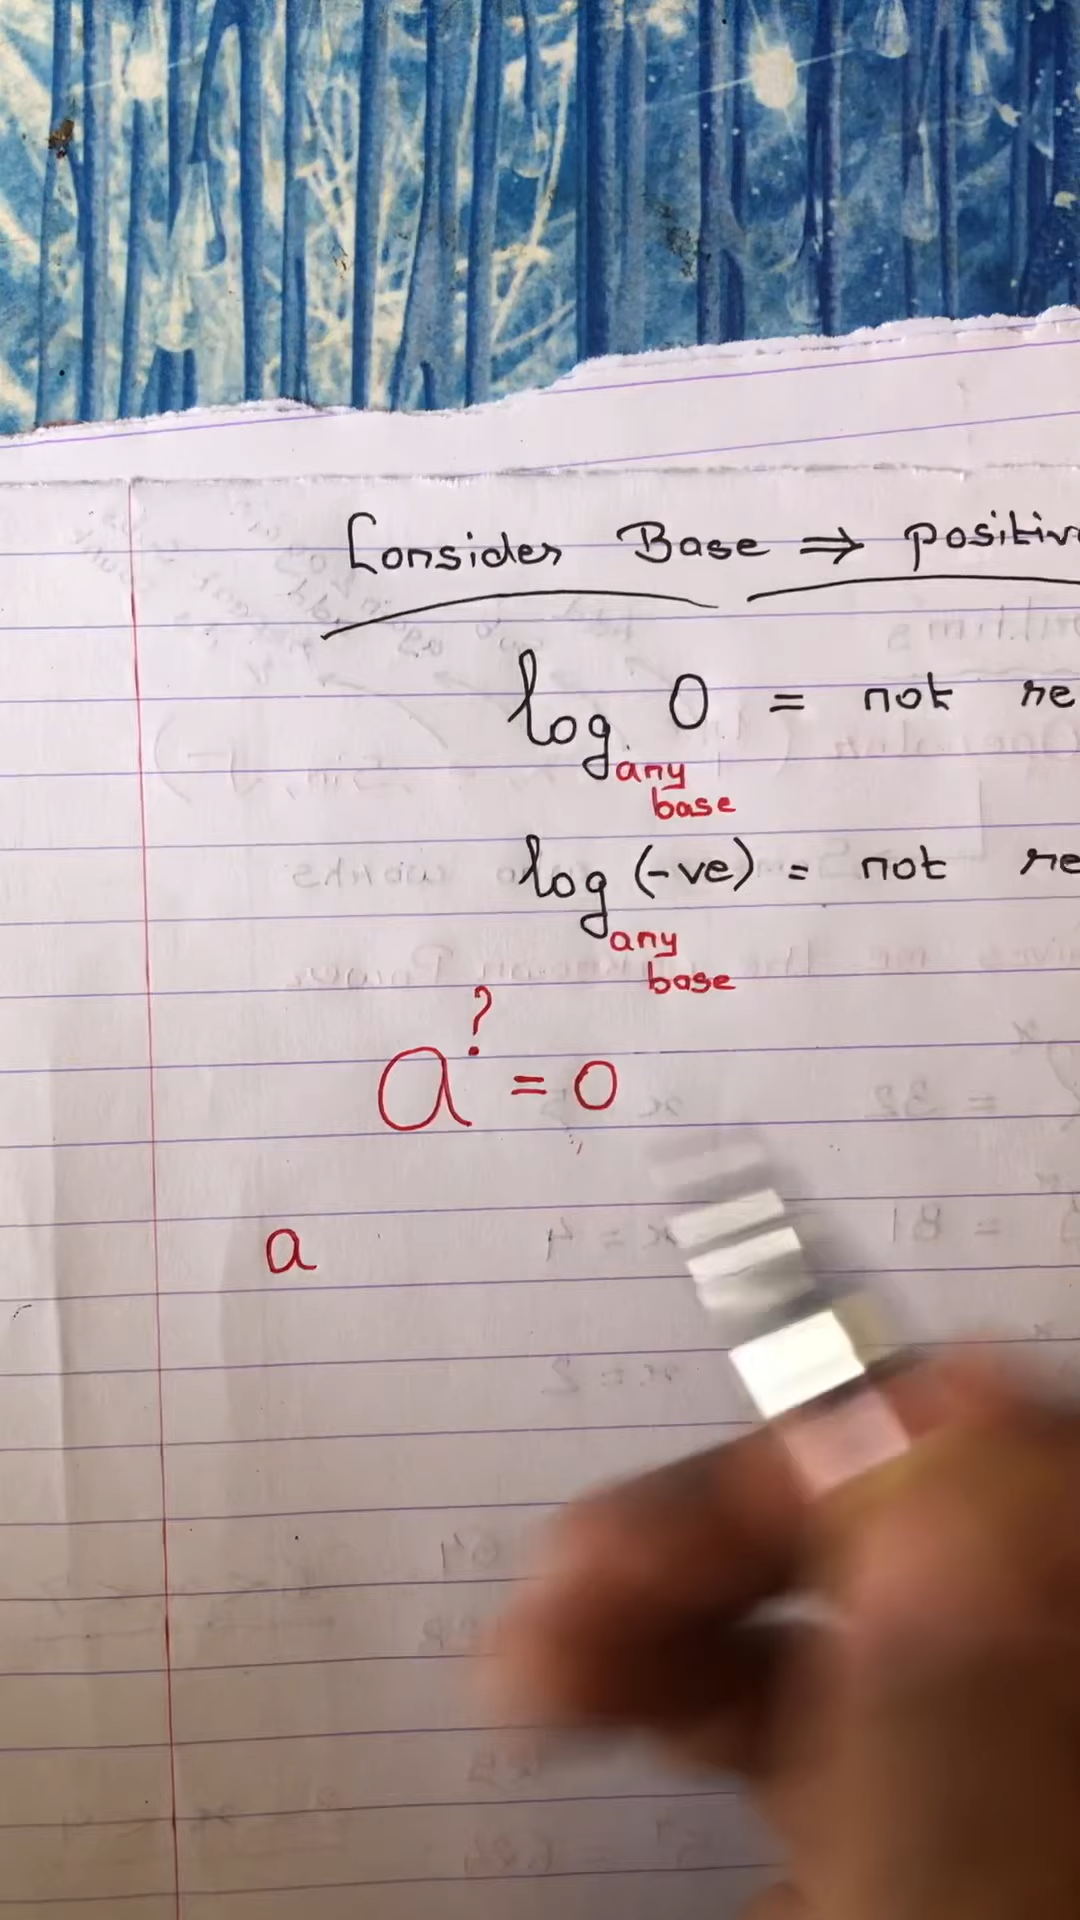 Consider Base ⇒ positiv
log any base 0 = not re
log any base (-ve) = not re
a^? = 0
a